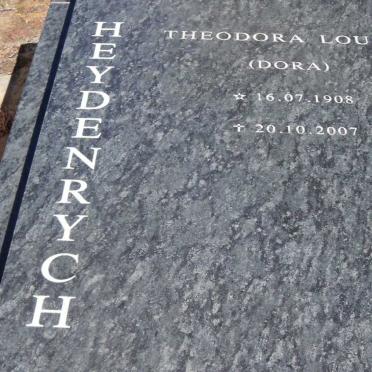 HEYDENRYCH
THEODORA LOU
(DORA)
☆ 16.07.1908
✝ 20.10.2007